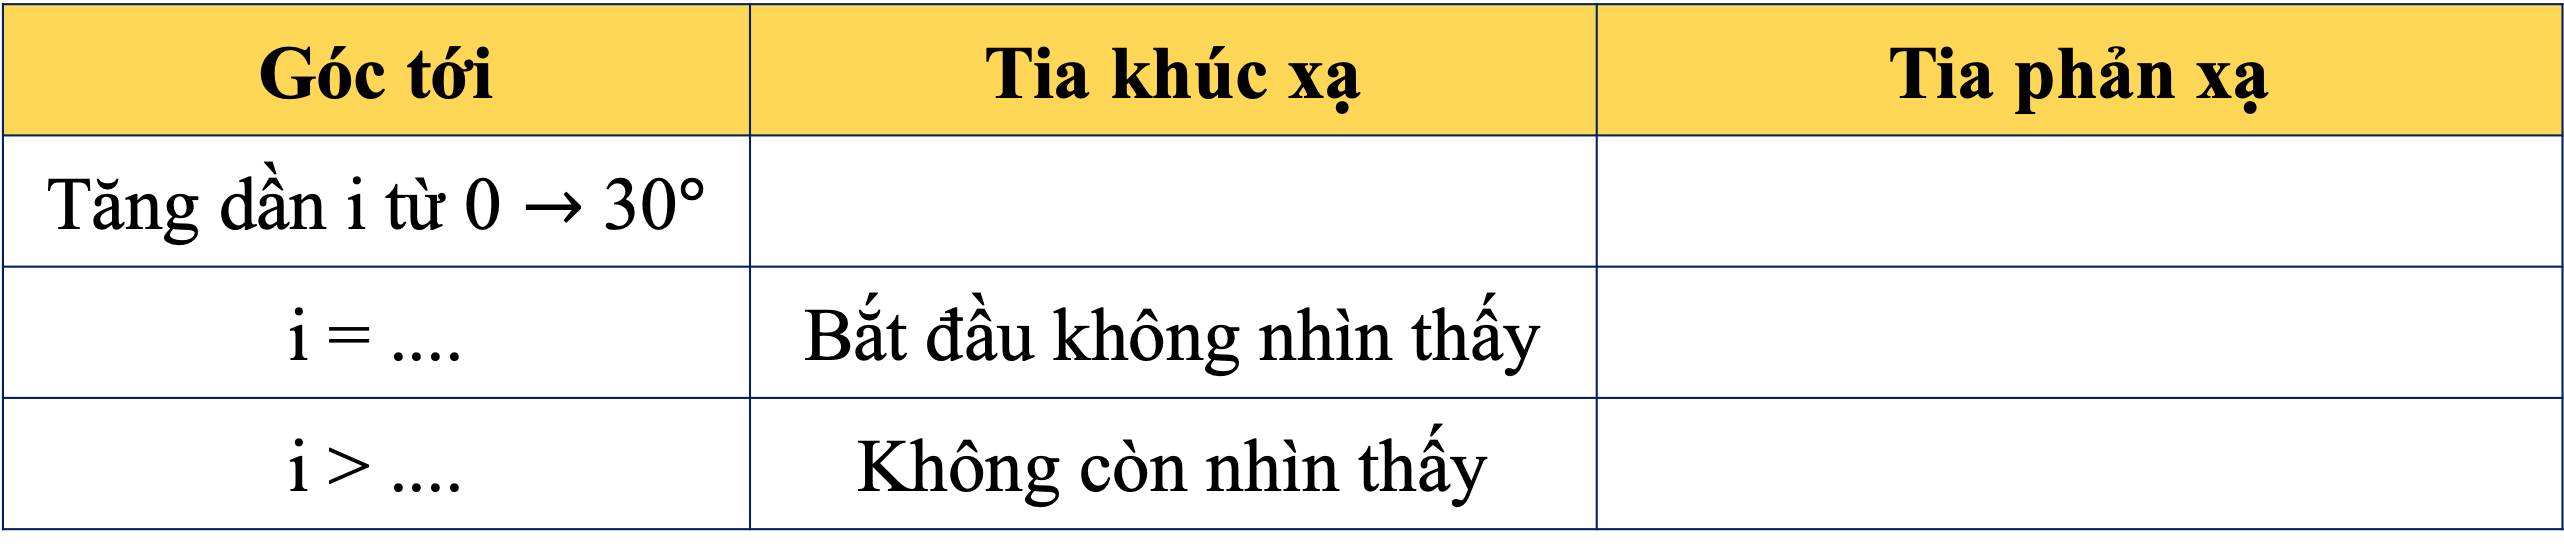 Góc tới
Tia khúc xạ
Tia phản xạ
Tăng dần i từ 0 → 30°
i = ....
Bắt đầu không nhìn thấy
i > ....
Không còn nhìn thấy